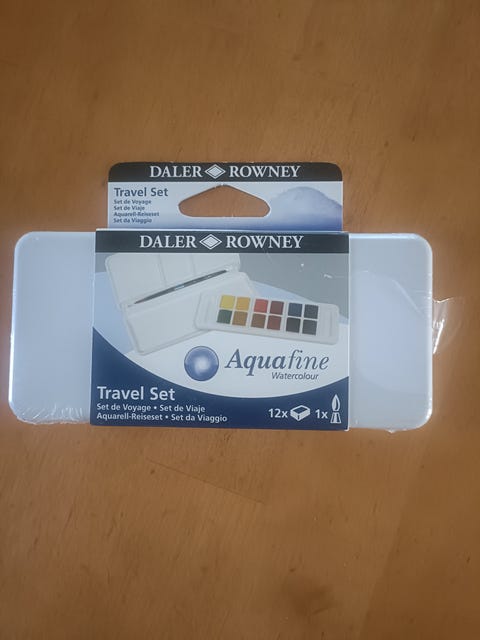 DALER ROWNEY
Travel Set
Set de Voyage
Set de Viaje
Aquarell-Reiseset
Set da Viaggio
DALER ROWNEY
Aquafine
Watercolour
Travel Set
Set de Voyage • Set de Viaje
Aquarell-Reiseset • Set da Viaggio
12x 1x